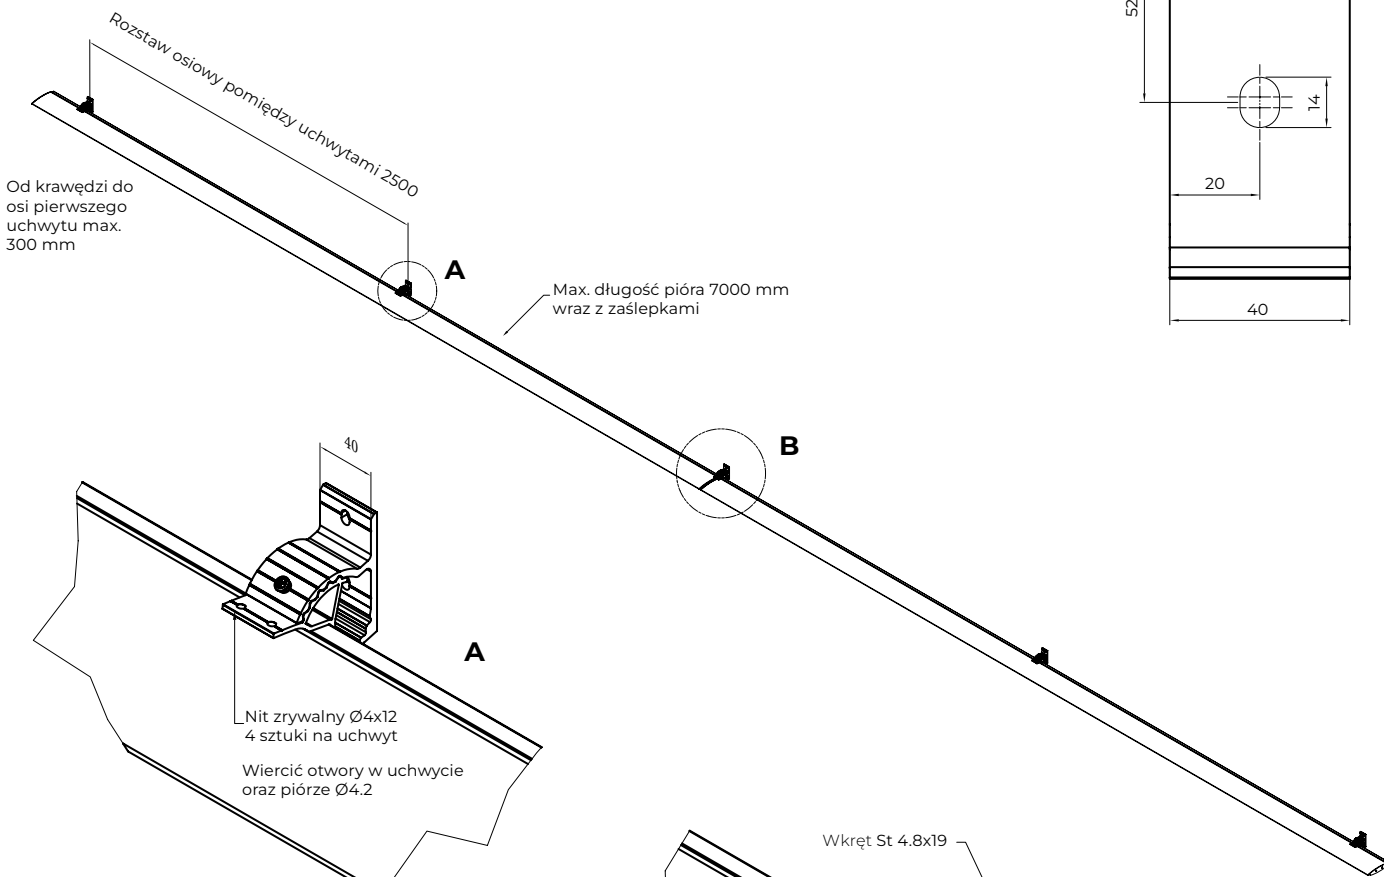 Rozstaw osiowy pomiędzy uchwytami 2500
52
14
20
40
Od krawędzi do
osi pierwszego
uchwytu max.
300 mm
A
Max. długość pióra 7000 mm
wraz z zaślepkami
B
40
A
Nit zrywalny Ø4x12
4 sztuki na uchwyt
Wiercić otwory w uchwycie
oraz piórze Ø4.2
Wkręt St 4.8x19